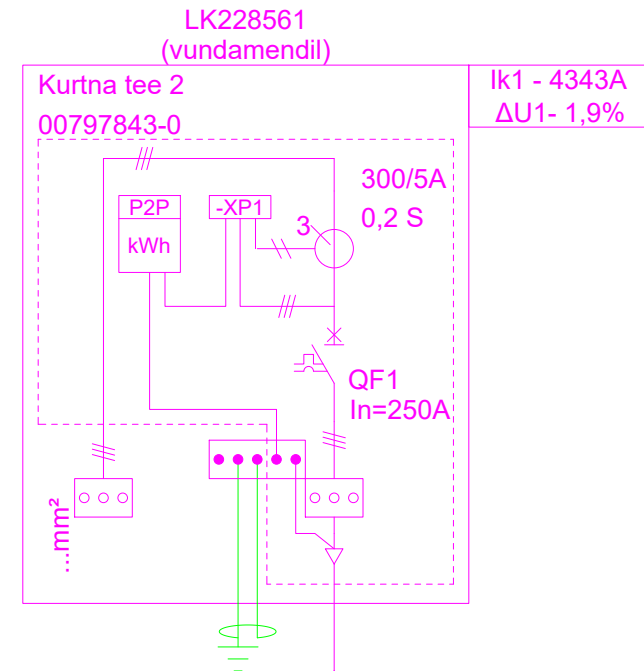 LK228561
(vundamendil)
Kurtna tee 2
00797843-0
Ik1 - 4343A
ΔU1- 1,9%
300/5A
0,2 S
P2P
kWh
-XP1
3
QF1
In=250A
...mm²